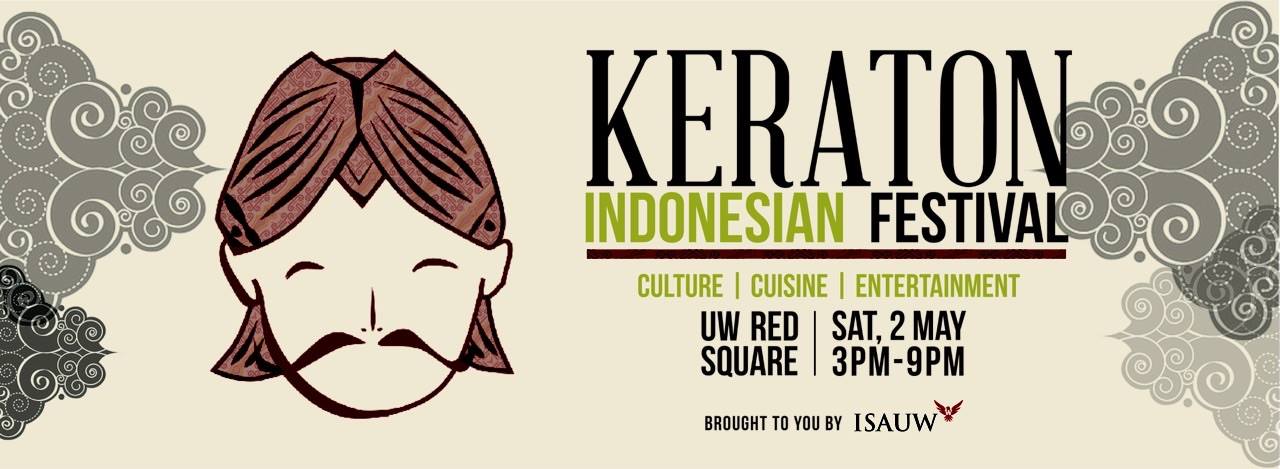 KERATON
INDONESIAN FESTIVAL
CULTURE | CUISINE | ENTERTAINMENT
UW RED
SQUARE
SAT, 2 MAY
3PM-9PM
BROUGHT TO YOU BY ISAUW